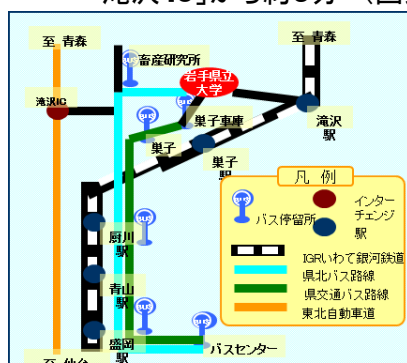 滝沢IC」から約5分
至 青森
至 青森
畜産研究所
岩手県立
大学
滝沢IC
巣子車庫
滝沢
駅
巣子
巣子
駅
凡 例
インター
チェンジ
バス停留所
駅
厨川
駅
IGRいわて銀河鉄道
県北バス路線
青山
駅
県交通バス路線
東北自動車道
盛岡
駅
バスセンター
至 仙台